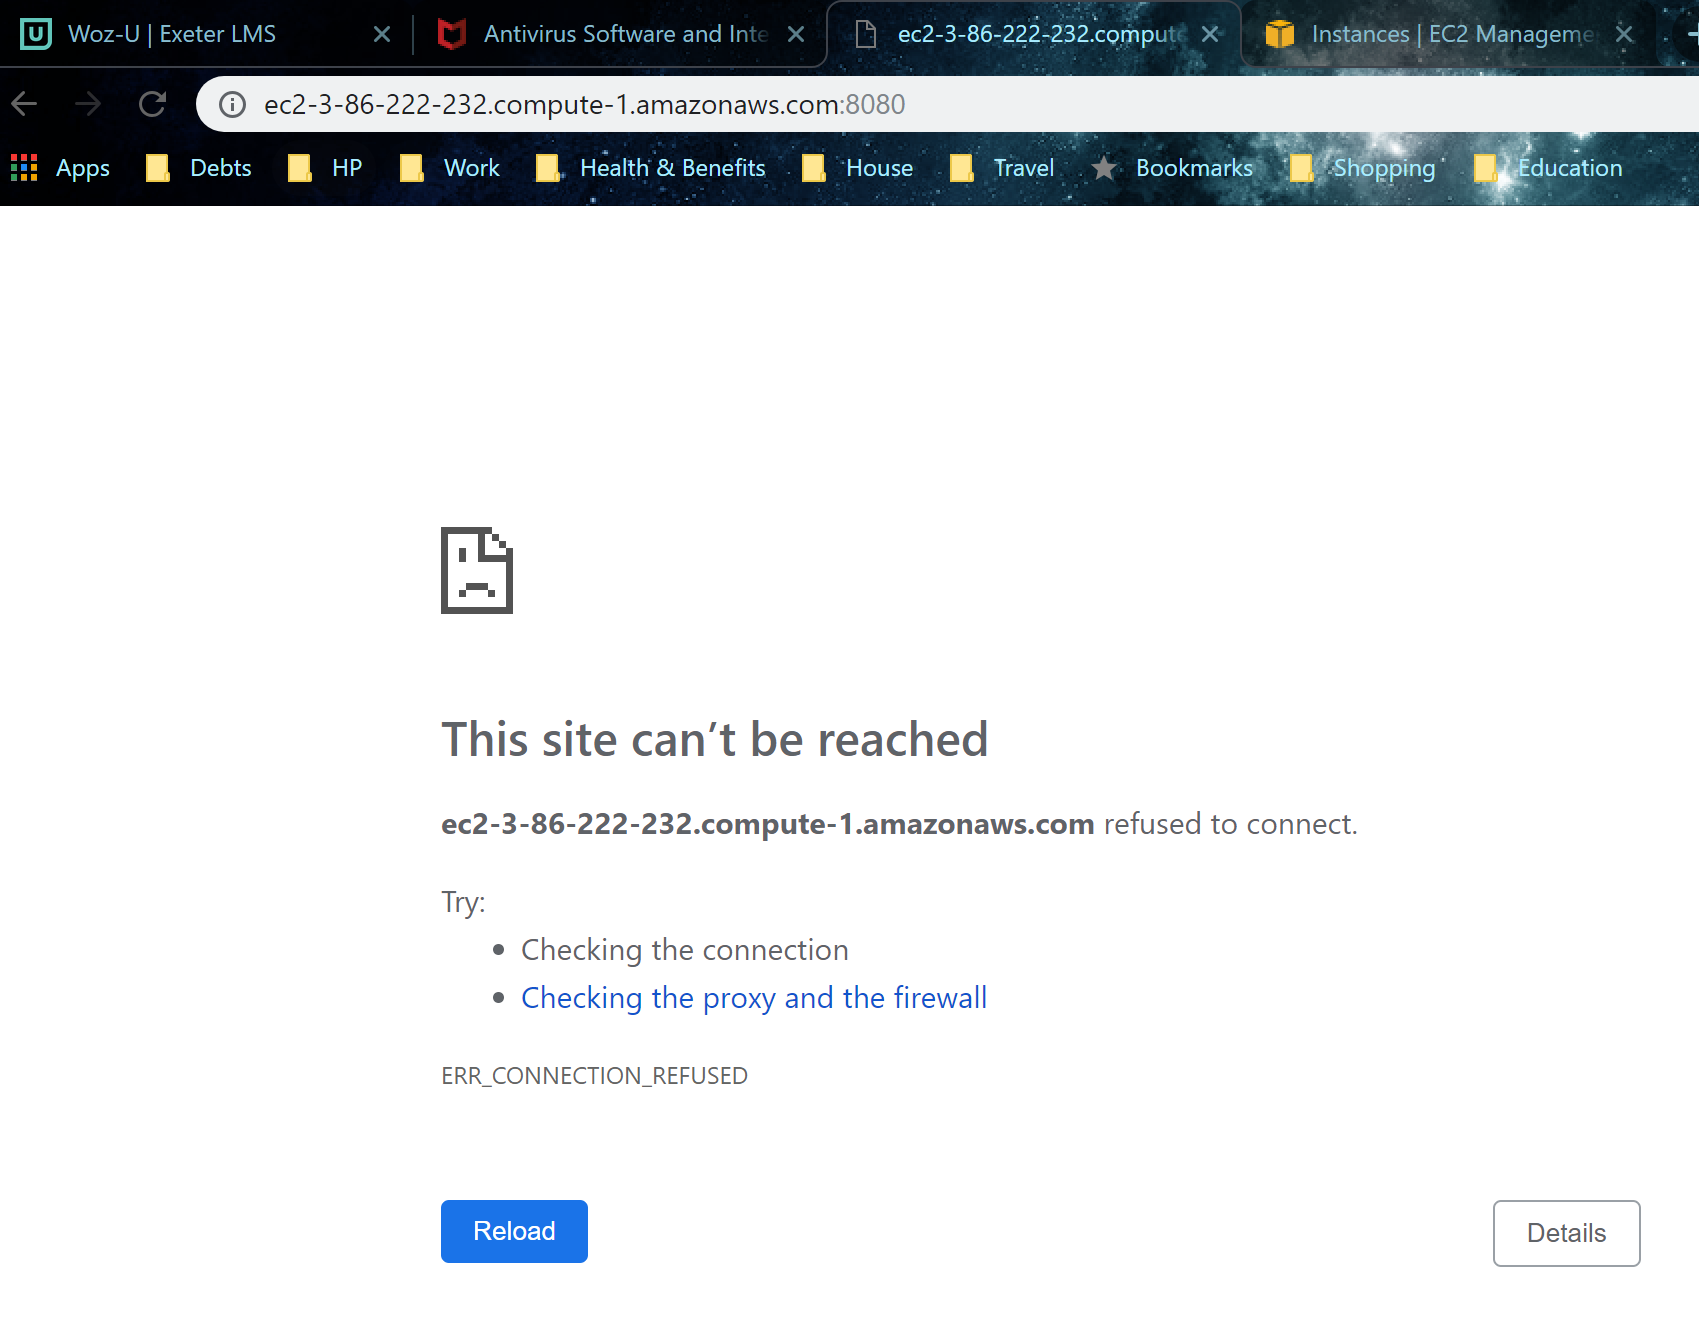 Woz-U | Exeter LMS
Antivirus Software and Inte
ec2-3-86-222-232.comput
Instances | EC2 Manageme
ec2-3-86-222-232.compute-1.amazonaws.com:8080
Apps Debts HP Work Health & Benefits House Travel Bookmarks Shopping Education
This site can’t be reached
ec2-3-86-222-232.compute-1.amazonaws.com refused to connect.
Try:
Checking the connection
Checking the proxy and the firewall
ERR_CONNECTION_REFUSED
Reload
Details